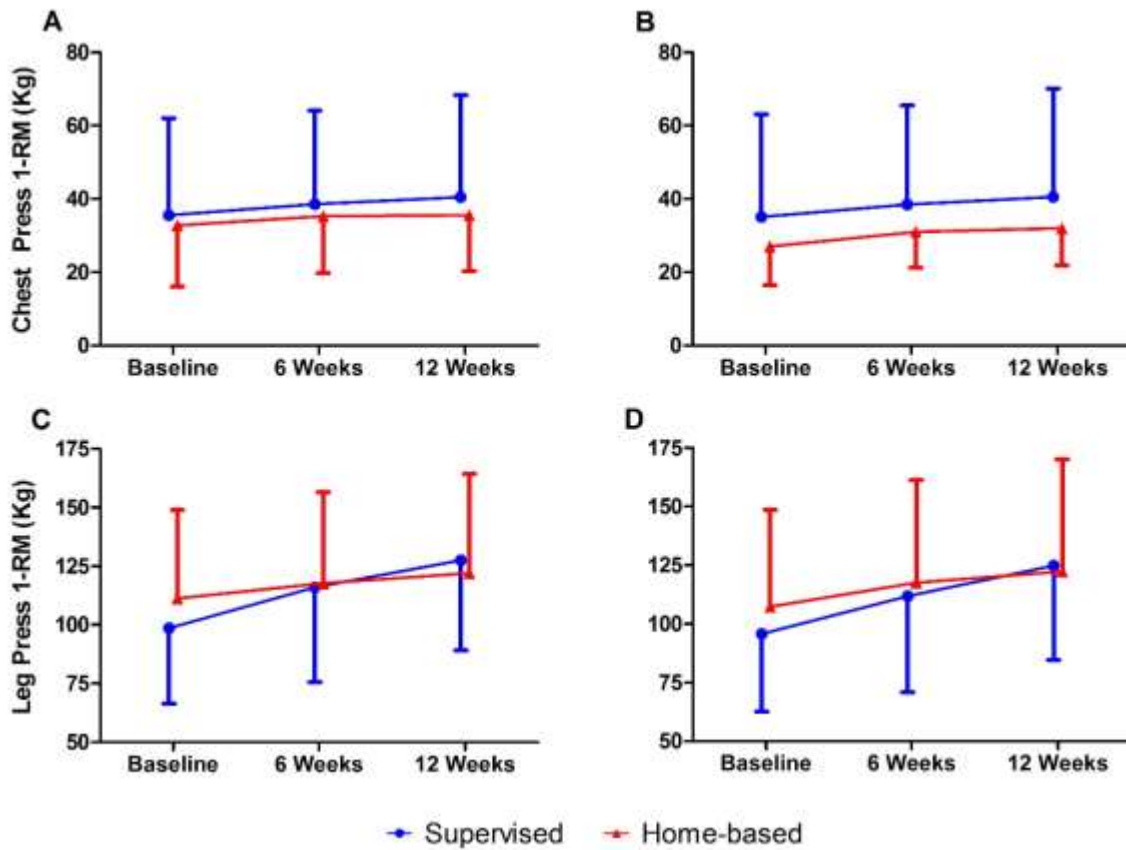 A
B
Chest Press 1-RM (Kg)
80
60
40
20
0
Baseline 6 Weeks 12 Weeks
80
60
40
20
0
Baseline 6 Weeks 12 Weeks
C
D
Leg Press 1-RM (Kg)
175
150
125
100
75
50
Baseline 6 Weeks 12 Weeks
175
150
125
100
75
50
Baseline 6 Weeks 12 Weeks
Supervised Home-based